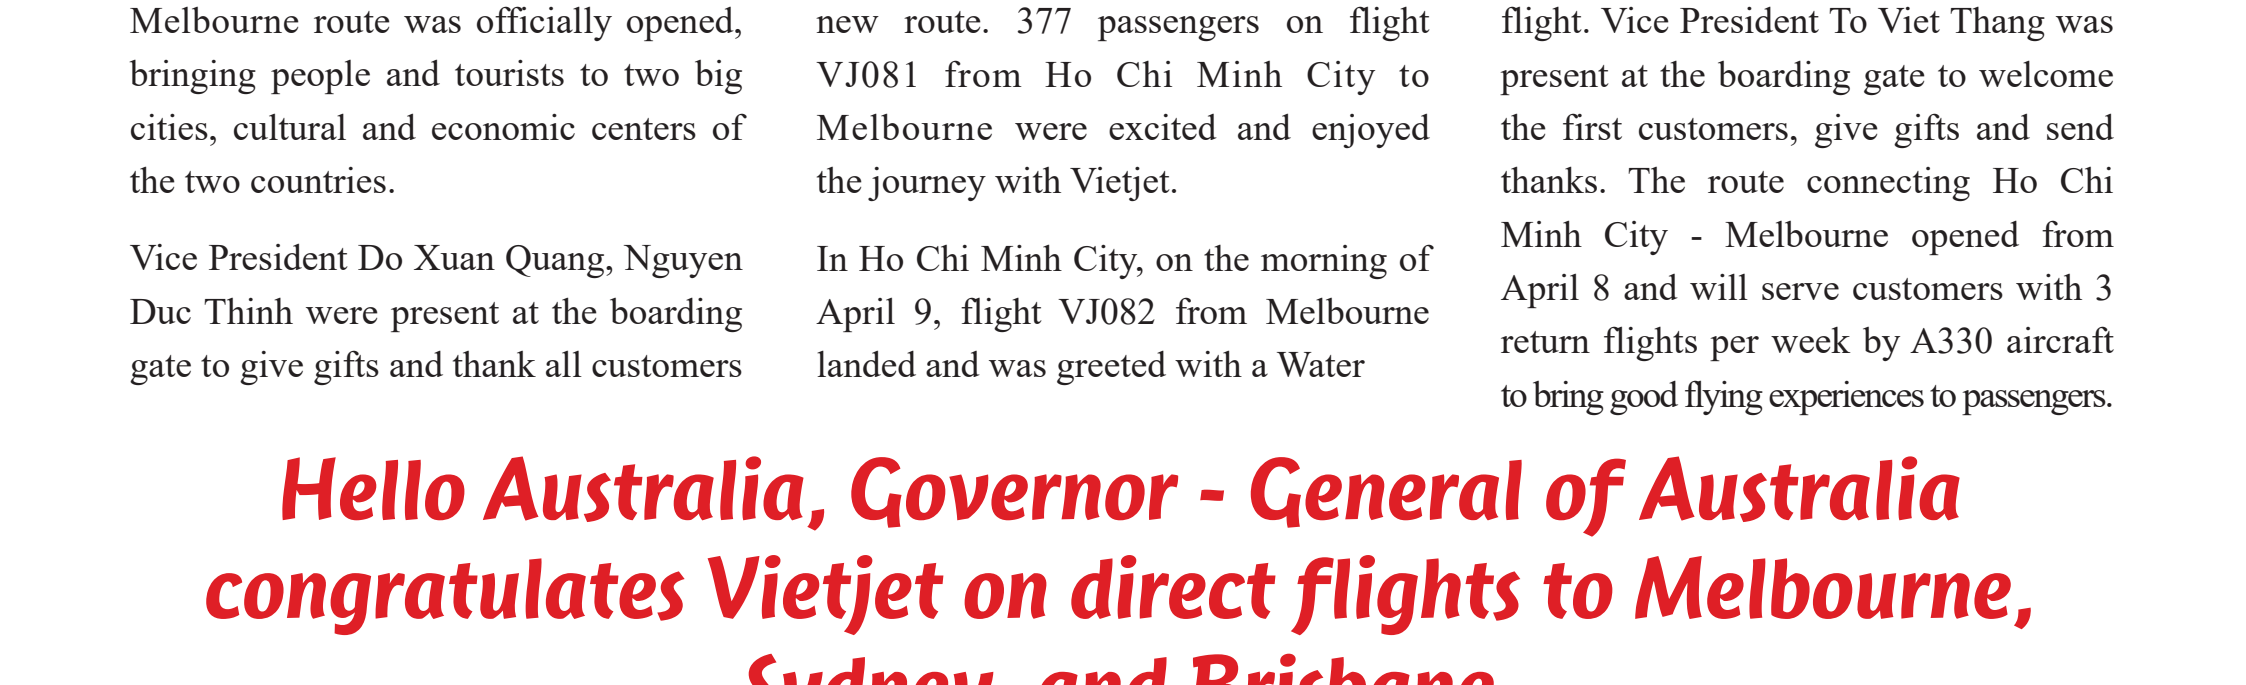 Melbourne route was officially opened,
bringing people and tourists to two big
cities, cultural and economic centers of
the two countries.
Vice President Do Xuan Quang, Nguyen
Duc Thinh were present at the boarding
gate to give gifts and thank all customers
new route. 377 passengers on flight
VJ081 from Ho Chi Minh City to
Melbourne were excited and enjoyed
the journey with Vietjet.
In Ho Chi Minh City, on the morning of
April 9, flight VJ082 from Melbourne
landed and was greeted with a Water
flight. Vice President To Viet Thang was
present at the boarding gate to welcome
the first customers, give gifts and send
thanks. The route connecting Ho Chi
Minh City - Melbourne opened from
April 8 and will serve customers with 3
return flights per week by A330 aircraft
to bring good flying experiences to passengers.
Hello Australia, Governor - General of Australia
congratulates Vietjet on direct flights to Melbourne,
Sydney, and Brisbane